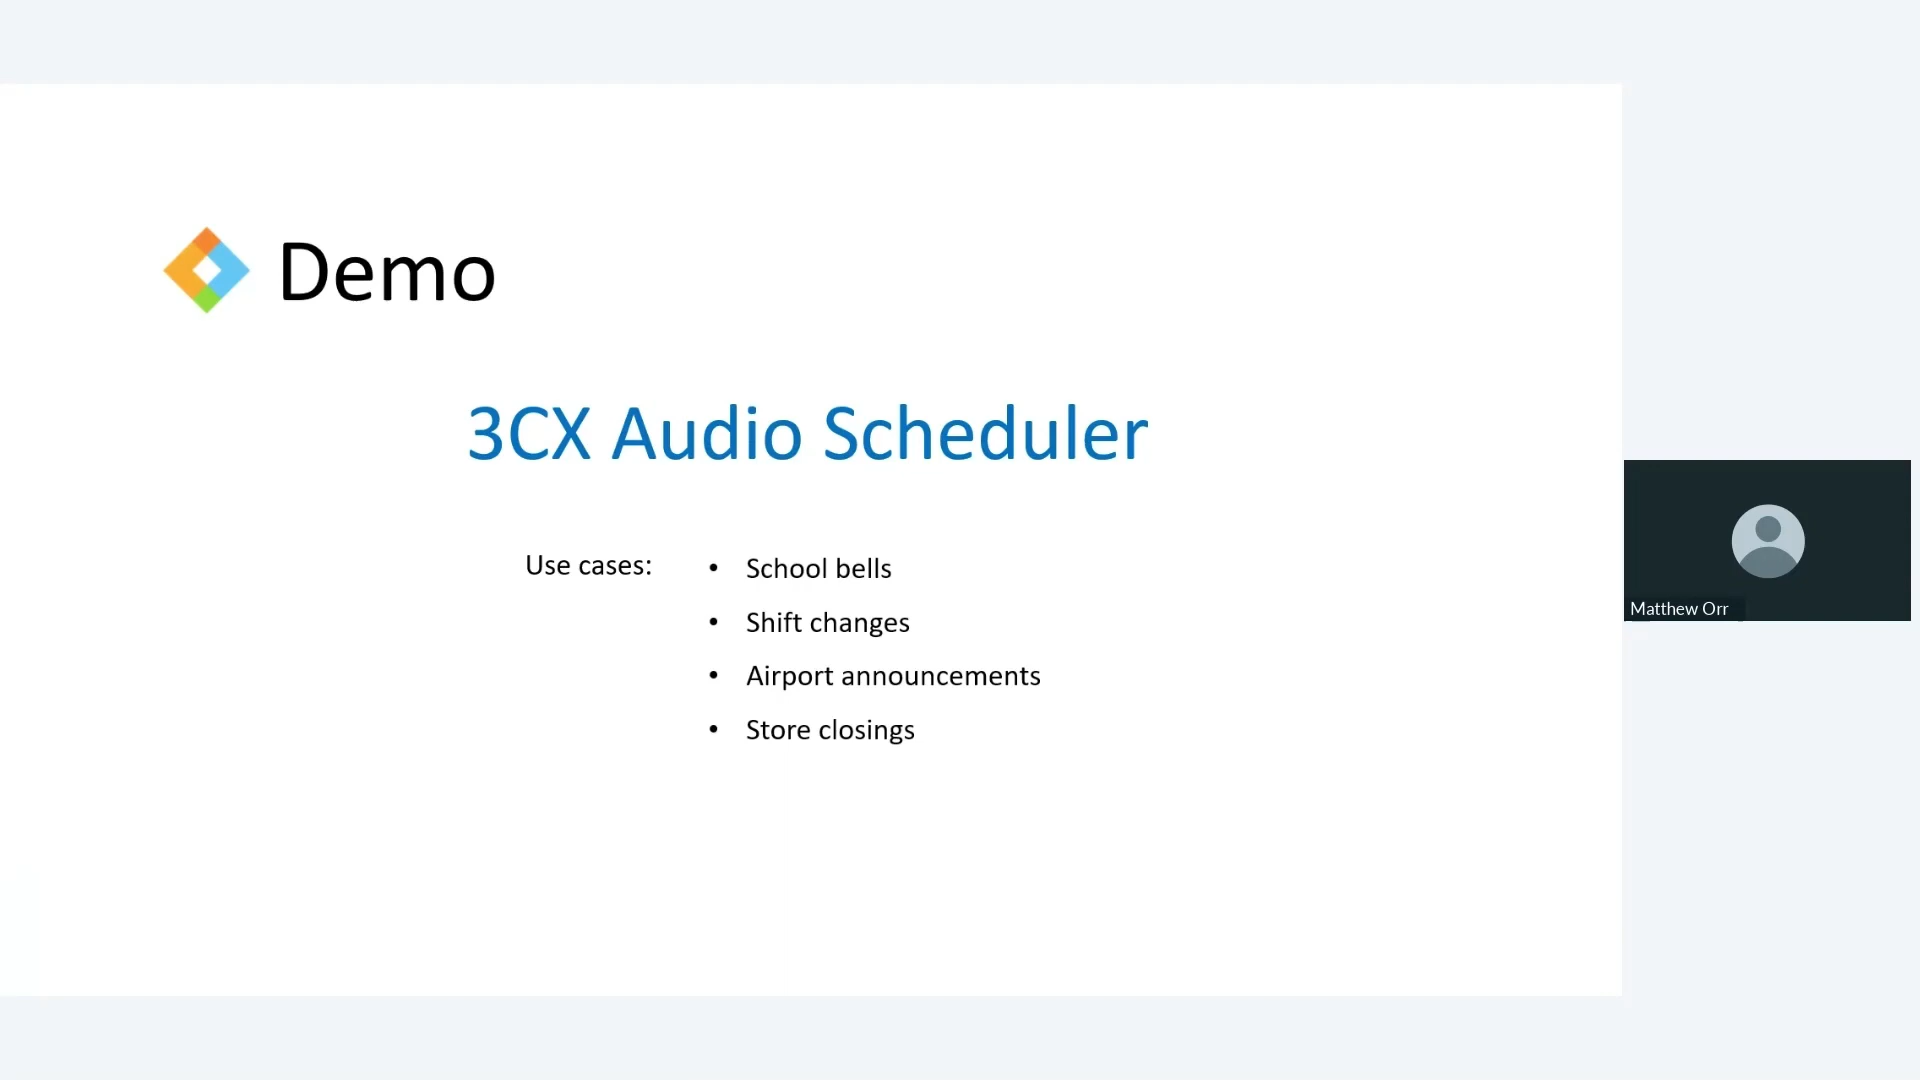 Demo
3CX Audio Scheduler
Use cases:
• School bells
• Shift changes
• Airport announcements
• Store closings
Matthew Orr